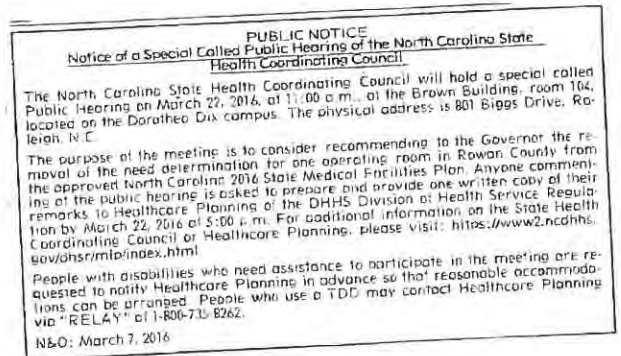 PUBLIC NOTICE
Notice of a Special Called Public Hearing of the North Carolina State
Health Coordinating Council
The North Carolina State Health Coordinating Council will hold a special called
Public Hearing on March 22, 2016, at 11:00 a.m., at the Brown Building, room 104,
located on the Dorothea Dix campus. The physical address is 801 Biggs Drive, Ra-
leigh, N.C.
The purpose of the meeting is to consider recommending to the Governor the re-
moval of the need determination for one operating room in Rowan County from
the approved North Carolina 2016 State Medical Facilities Plan. Anyone comment-
ing at the public hearing is asked to prepare and provide one written copy of their
remarks to Healthcare Planning of the DHHS Division of Health Service Regula-
tion by March 22, 2016 at 5:00 p.m. For additional information on the State Health
Coordinating Council or Healthcare Planning, please visit: https://www2.ncdhhs.
gov/dhsr/mfp/index.html
People with disabilities who need assistance to participate in the meeting are re-
quested to notify Healthcare Planning in advance so that reasonable accommoda-
tions can be arranged. People who use a TDD may contact Healthcare Planning
via "RELAY" at 1-800-735-8262.
N&O: March 7, 2016